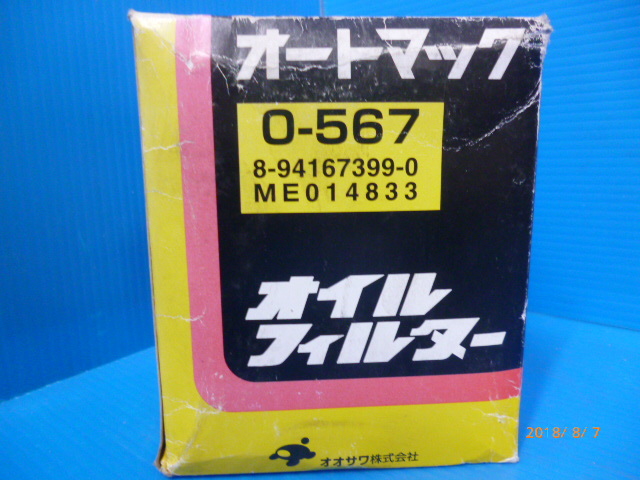 オートマック
O-567
8-94167399-0
ME014833
オイル
フィルター
オオサワ株式会社
2018/ 8/ 7